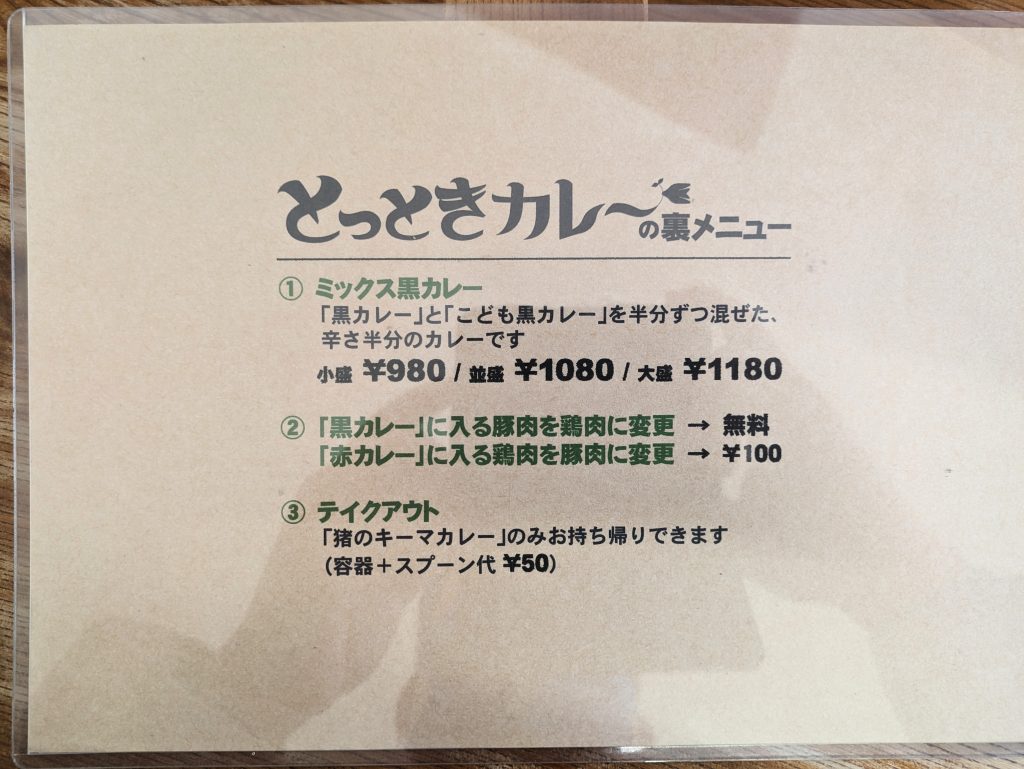 とっときカレーの裏メニュー
① ミックス黒カレー
「黒カレー」と「こども黒カレー」を半分ずつ混ぜた、
辛さ半分のカレーです
小盛 ¥980 / 並盛 ¥1080 / 大盛 ¥1180
② 「黒カレー」に入る豚肉を鶏肉に変更 → 無料
「赤カレー」に入る鶏肉を豚肉に変更 → ¥100
③ テイクアウト
「猪のキーマカレー」のみお持ち帰りできます
（容器＋スプーン代 ¥50）